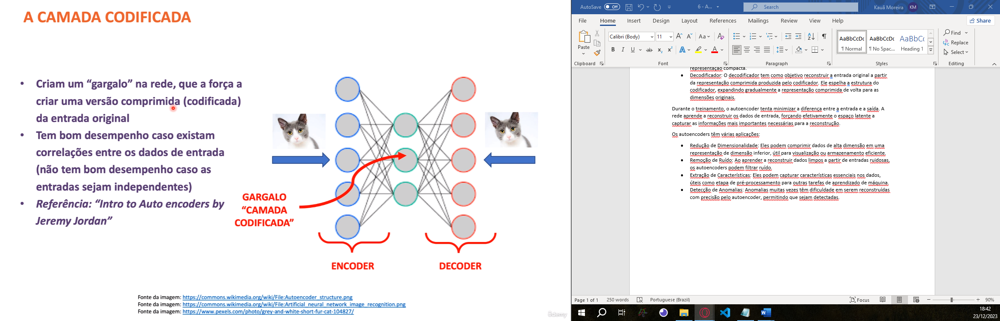 A CAMADA CODIFICADA
• Criam um “gargalo” na rede, que a força a
criar uma versão comprimida (codificada)
da entrada original
• Tem bom desempenho caso existam
correlações entre os dados de entrada
(não tem bom desempenho caso as
entradas sejam independentes)
• Referência: “Intro to Auto encoders by
Jeremy Jordan”
GARGALO
“CAMADA
CODIFICADA”
ENCODER
DECODER
Fonte da imagem: https://commons.wikimedia.org/wiki/File:Autoencoder_structure.png
Fonte da imagem: https://commons.wikimedia.org/wiki/File:Artificial_neural_network_image_recognition.png
Fonte da imagem: https://www.pexels.com/photo/grey-and-white-short-fur-cat-104827/
ûdemy
AutoSave Off 6 - A... Search Kauã Moreira KM
File Home Insert Design Layout References Mailings Review View Help Share
Paste
Clipboard
Calibri (Body) 11
Font
Paragraph
AaBbCcDc AaBbCcDc AaBbCc
¶ Normal ¶ No Spac... Heading 1
Styles
Find
Replace
Select
Editing
representação compacta.
• Decodificador: O decodificador tem como objetivo reconstruir a entrada original a partir
da representação comprimida produzida pelo codificador. Ele espelha a estrutura do
codificador, expandindo gradualmente a representação comprimida de volta para as
dimensões originais.
Durante o treinamento, o autoencoder tenta minimizar a diferença entre a entrada e a saída. A
rede aprende a reconstruir os dados de entrada, forçando efetivamente o espaço latente a
capturar as informações mais importantes necessárias para a reconstrução.
Os autoencoders têm várias aplicações:
• Redução de Dimensionalidade: Eles podem comprimir dados de alta dimensão em uma
representação de dimensão inferior, útil para visualização ou armazenamento eficiente.
• Remoção de Ruído: Ao aprender a reconstruir dados limpos a partir de entradas ruidosas,
os autoencoders podem filtrar ruído.
• Extração de Características: Eles podem capturar características essenciais nos dados,
úteis como etapa de pré-processamento para outras tarefas de aprendizado de máquina.
• Detecção de Anomalias: Anomalias muitas vezes têm dificuldade em serem reconstruídas
com precisão pelo autoencoder, permitindo que sejam detectadas.
Page 1 of 1 250 words Portuguese (Brazil) Focus 90%
18:42
23/12/2023